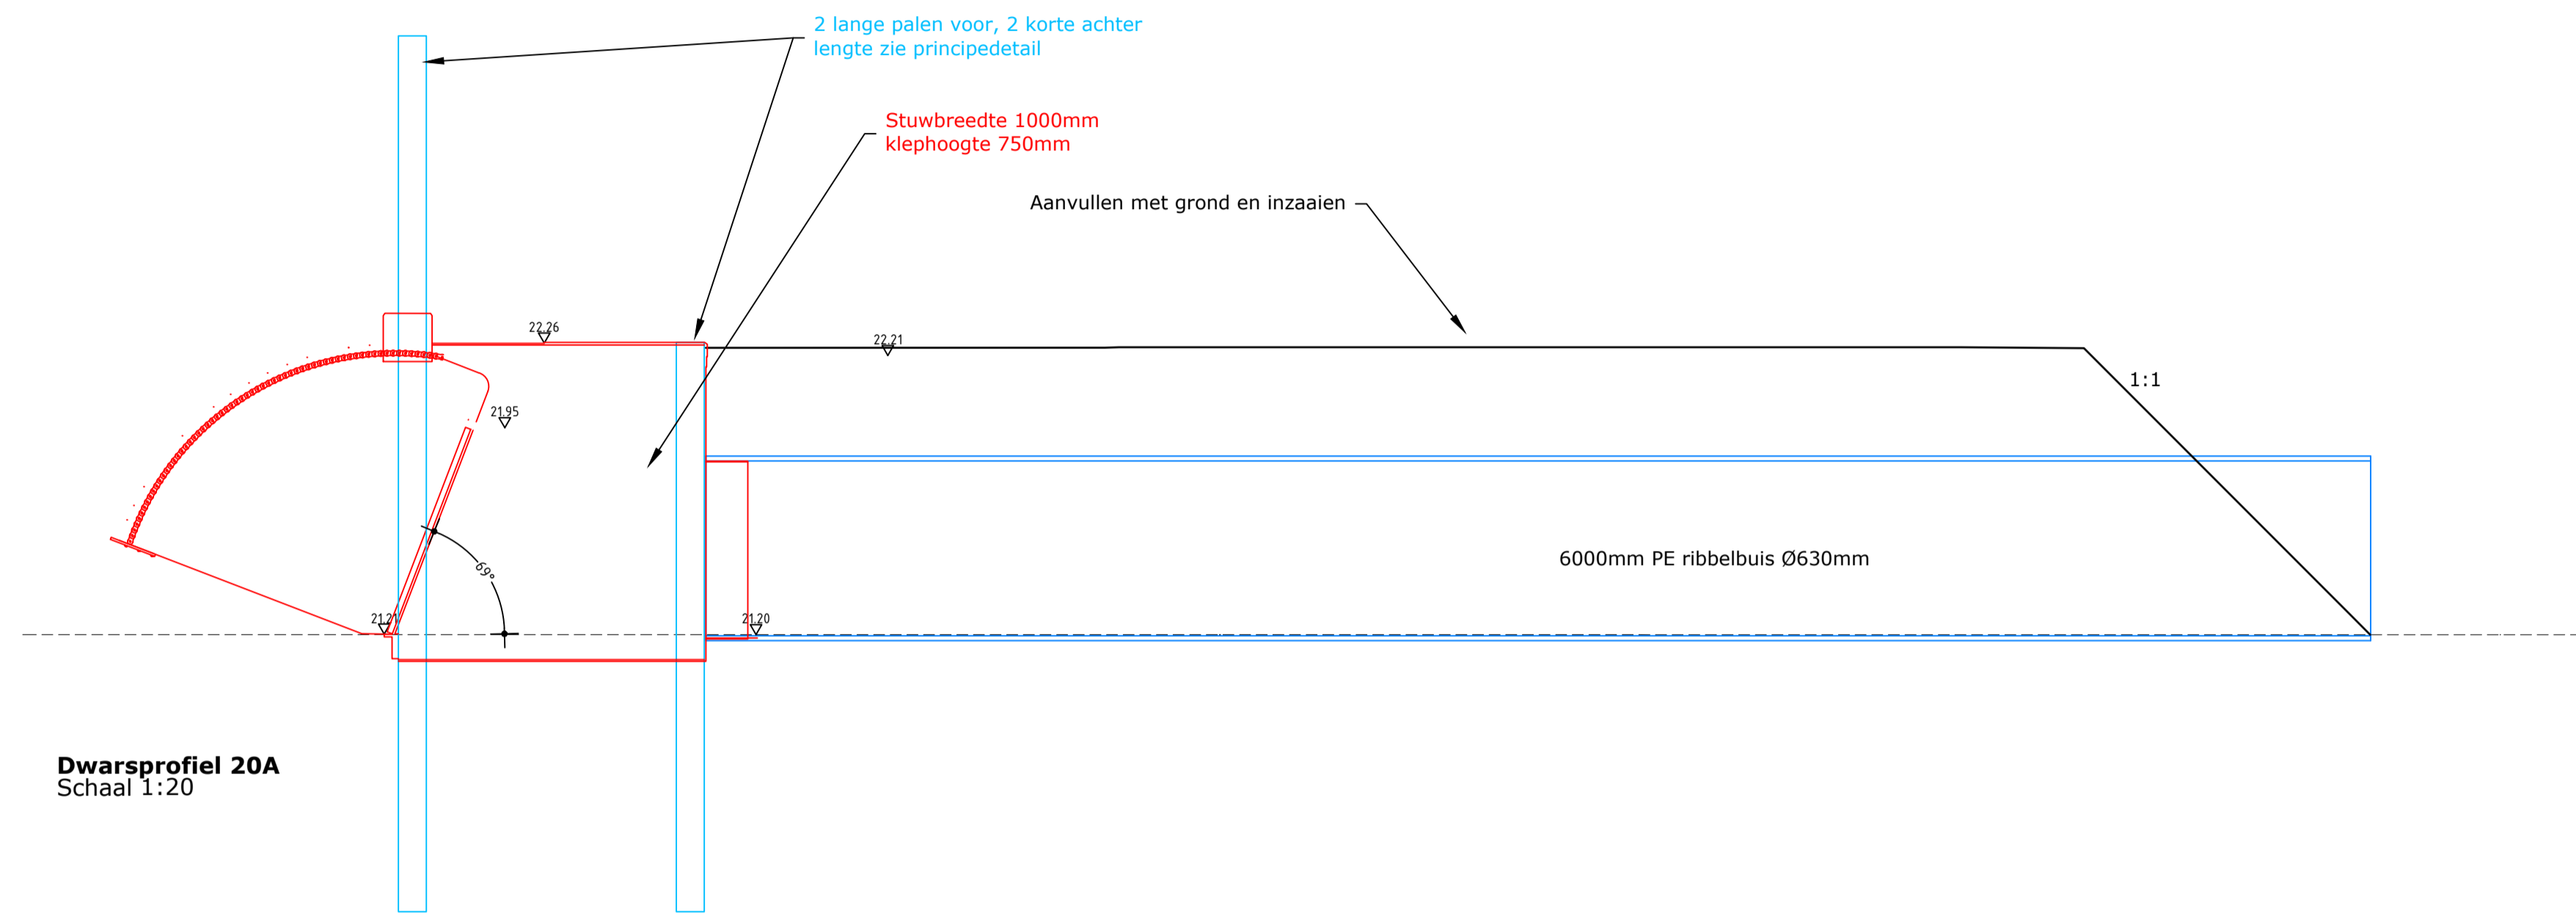 2 lange palen voor, 2 korte achter
lengte zie principedetail
Stuwbreedte 1000mm
klephoogte 750mm
Aanvullen met grond en inzaaien
22.26
22.21
1:1
21.95
6000mm PE ribbelbuis Ø630mm
69°
21.21
21.20
Dwarsprofiel 20A
Schaal 1:20